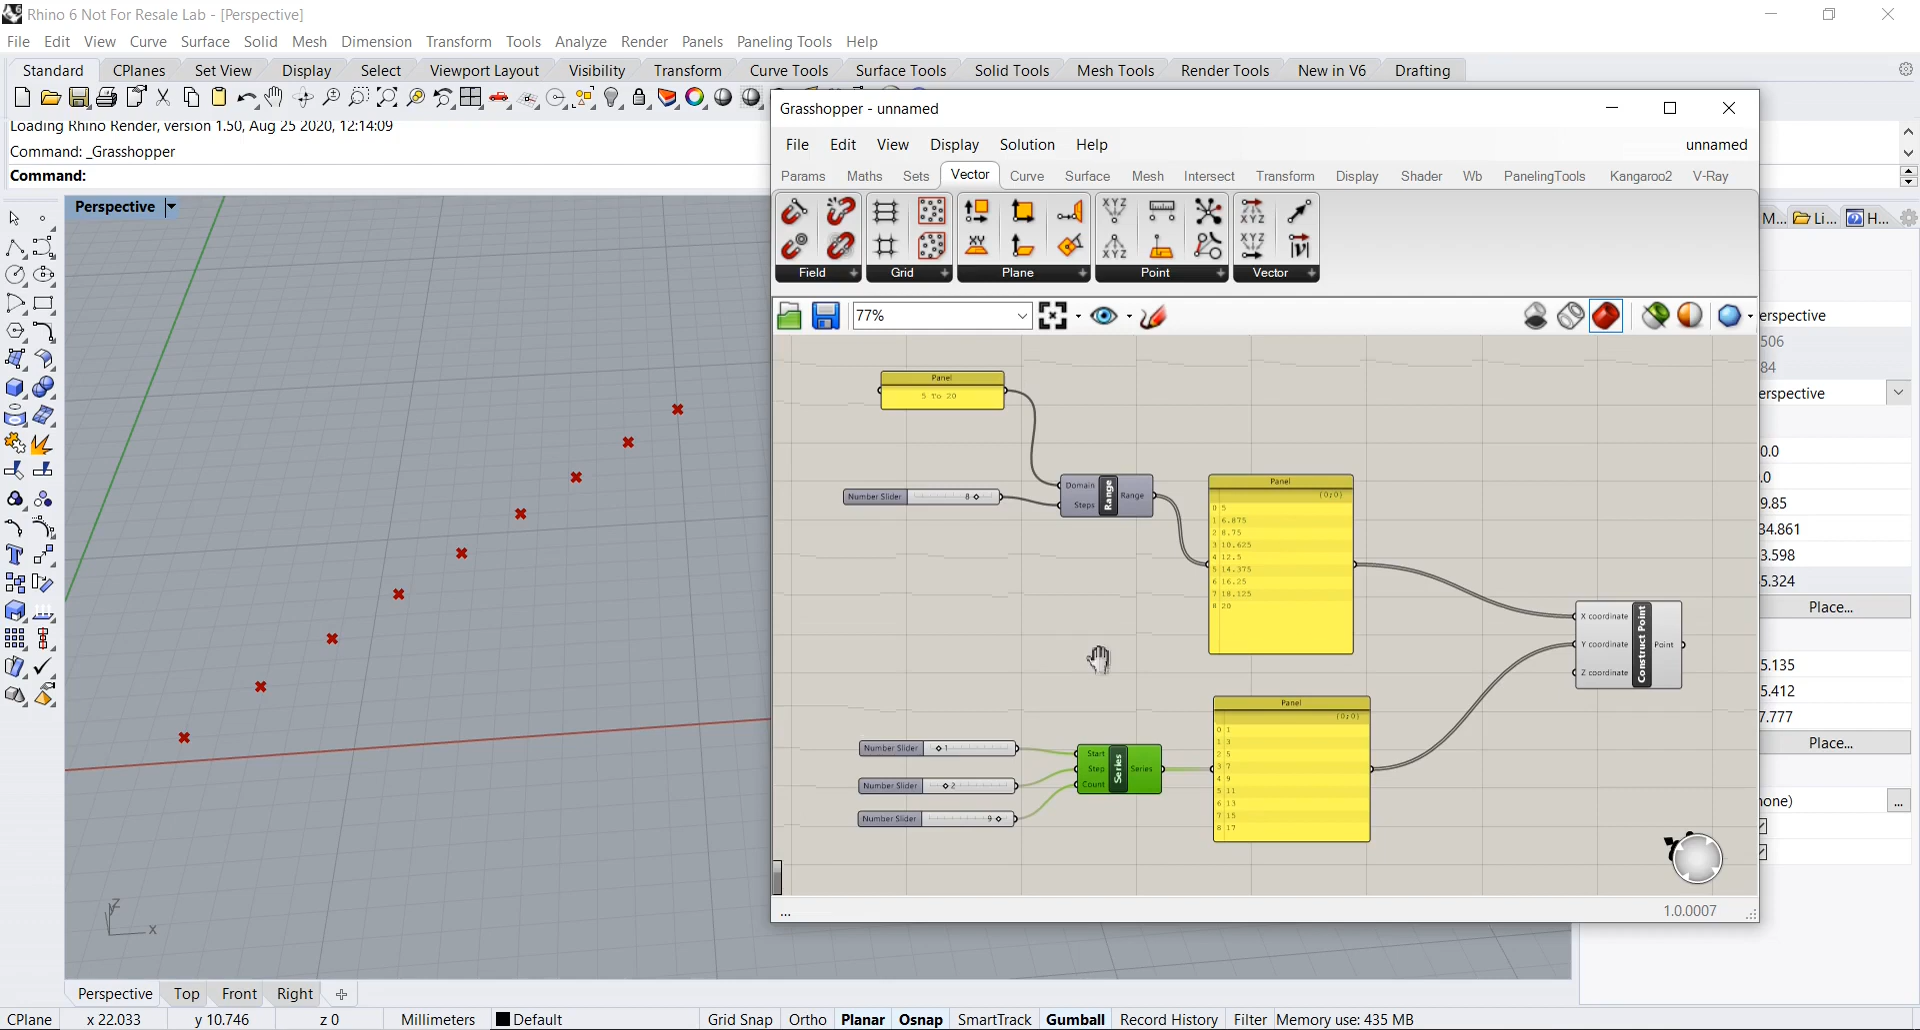 Rhino 6 Not For Resale Lab - [Perspective]
File Edit View Curve Surface Solid Mesh Dimension Transform Tools Analyze Render Panels Paneling Tools Help
Standard CPlanes Set View Display Select Viewport Layout Visibility Transform Curve Tools Surface Tools Solid Tools Mesh Tools Render Tools New in V6 Drafting
Loading Rhino Render, version 1.50, Aug 25 2020, 12:14:09
Command: _Grasshopper
Command:
Perspective
Grasshopper - unnamed
File Edit View Display Solution Help unnamed
Params Maths Sets Vector Curve Surface Mesh Intersect Transform Display Shader Wb PanelingTools Kangaroo2 V-Ray
Field Grid Plane Point Vector
77%
Panel
5 To 20
Number Slider 8
Domain
Steps
Range
Range
Panel
{0;0}
0 5
1 6.875
2 8.75
3 10.625
4 12.5
5 14.375
6 16.25
7 18.125
8 20
X coordinate
Y coordinate
Z coordinate
Construct Point
Point
Number Slider 1
Number Slider 2
Number Slider 9
Start
Step
Count
Series
Series
Panel
{0;0}
0 1
1 3
2 5
3 7
4 9
5 11
6 13
7 15
8 17
... 1.0.0007
M... Li... H...
erspective
506
84
erspective
0.0
.0
9.85
34.861
3.598
5.324
Place...
5.135
5.412
7.777
Place...
one) ...
z
x
Perspective Top Front Right
CPlane x 22.033 y 10.746 z 0 Millimeters Default Grid Snap Ortho Planar Osnap SmartTrack Gumball Record History Filter Memory use: 435 MB